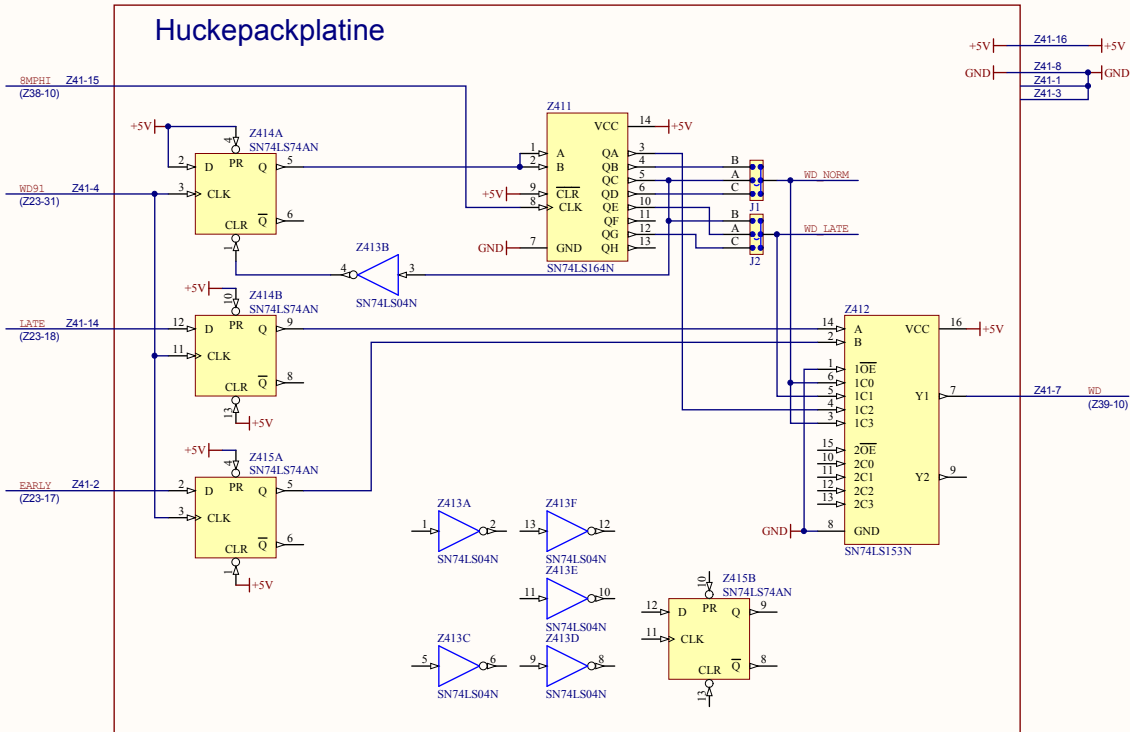 Huckepackplatine
+5V Z41-16 +5V
GND Z41-8 GND
Z41-1
Z41-3
8MPHI Z41-15
(Z38-10)
WD91 Z41-4
(Z23-31)
LATE Z41-14
(Z23-18)
EARLY Z41-2
(Z23-17)
+5V
Z414A
SN74LS74AN
4
PR
2 D Q 5
3 CLK
CLR Q 6
1
Z413B
4 3
SN74LS04N
+5V
Z414B
SN74LS74AN
10
PR
12 D Q 9
11 CLK
CLR Q 8
13
+5V
+5V
Z415A
SN74LS74AN
4
PR
2 D Q 5
3 CLK
CLR Q 6
1
+5V
Z411
VCC 14 +5V
1 A QA 3
2 B QB 4
QC 5
+5V 9 CLR QD 6
8 CLK QE 10
QF 11
QG 12
GND 7 GND QH 13
SN74LS164N
B
A
C
J1
WD_NORM
B
A
C
J2
WD_LATE
Z412
14 A VCC 16 +5V
2 B
1 1OE
6 1C0
5 1C1 Y1 7
4 1C2
3 1C3
15 2OE
10 2C0
11 2C1 Y2 9
12 2C2
13 2C3
GND 8 GND
SN74LS153N
Z41-7 WD
(Z39-10)
Z413A
1 2
SN74LS04N
Z413F
13 12
SN74LS04N
Z413E
11 10
SN74LS04N
Z413C
5 6
SN74LS04N
Z413D
9 8
SN74LS04N
Z415B
SN74LS74AN
10
PR
12 D Q 9
11 CLK
CLR Q 8
13